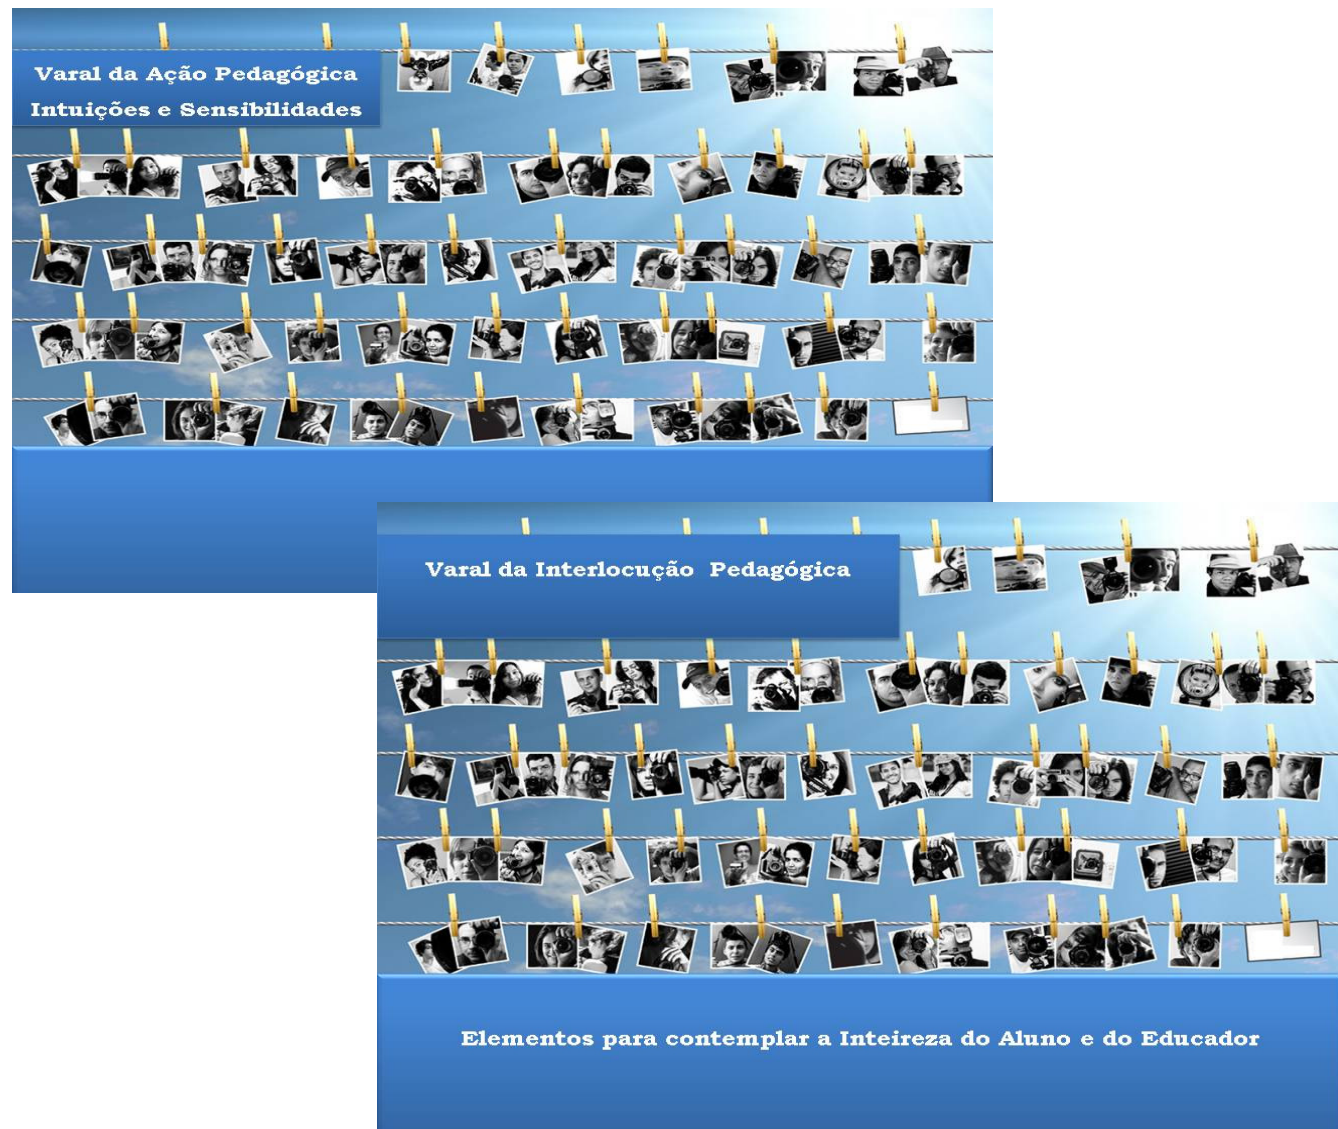 Varal da Ação Pedagógica
Intuições e Sensibilidades
Varal da Interlocução Pedagógica
Elementos para contemplar a Inteireza do Aluno e do Educador